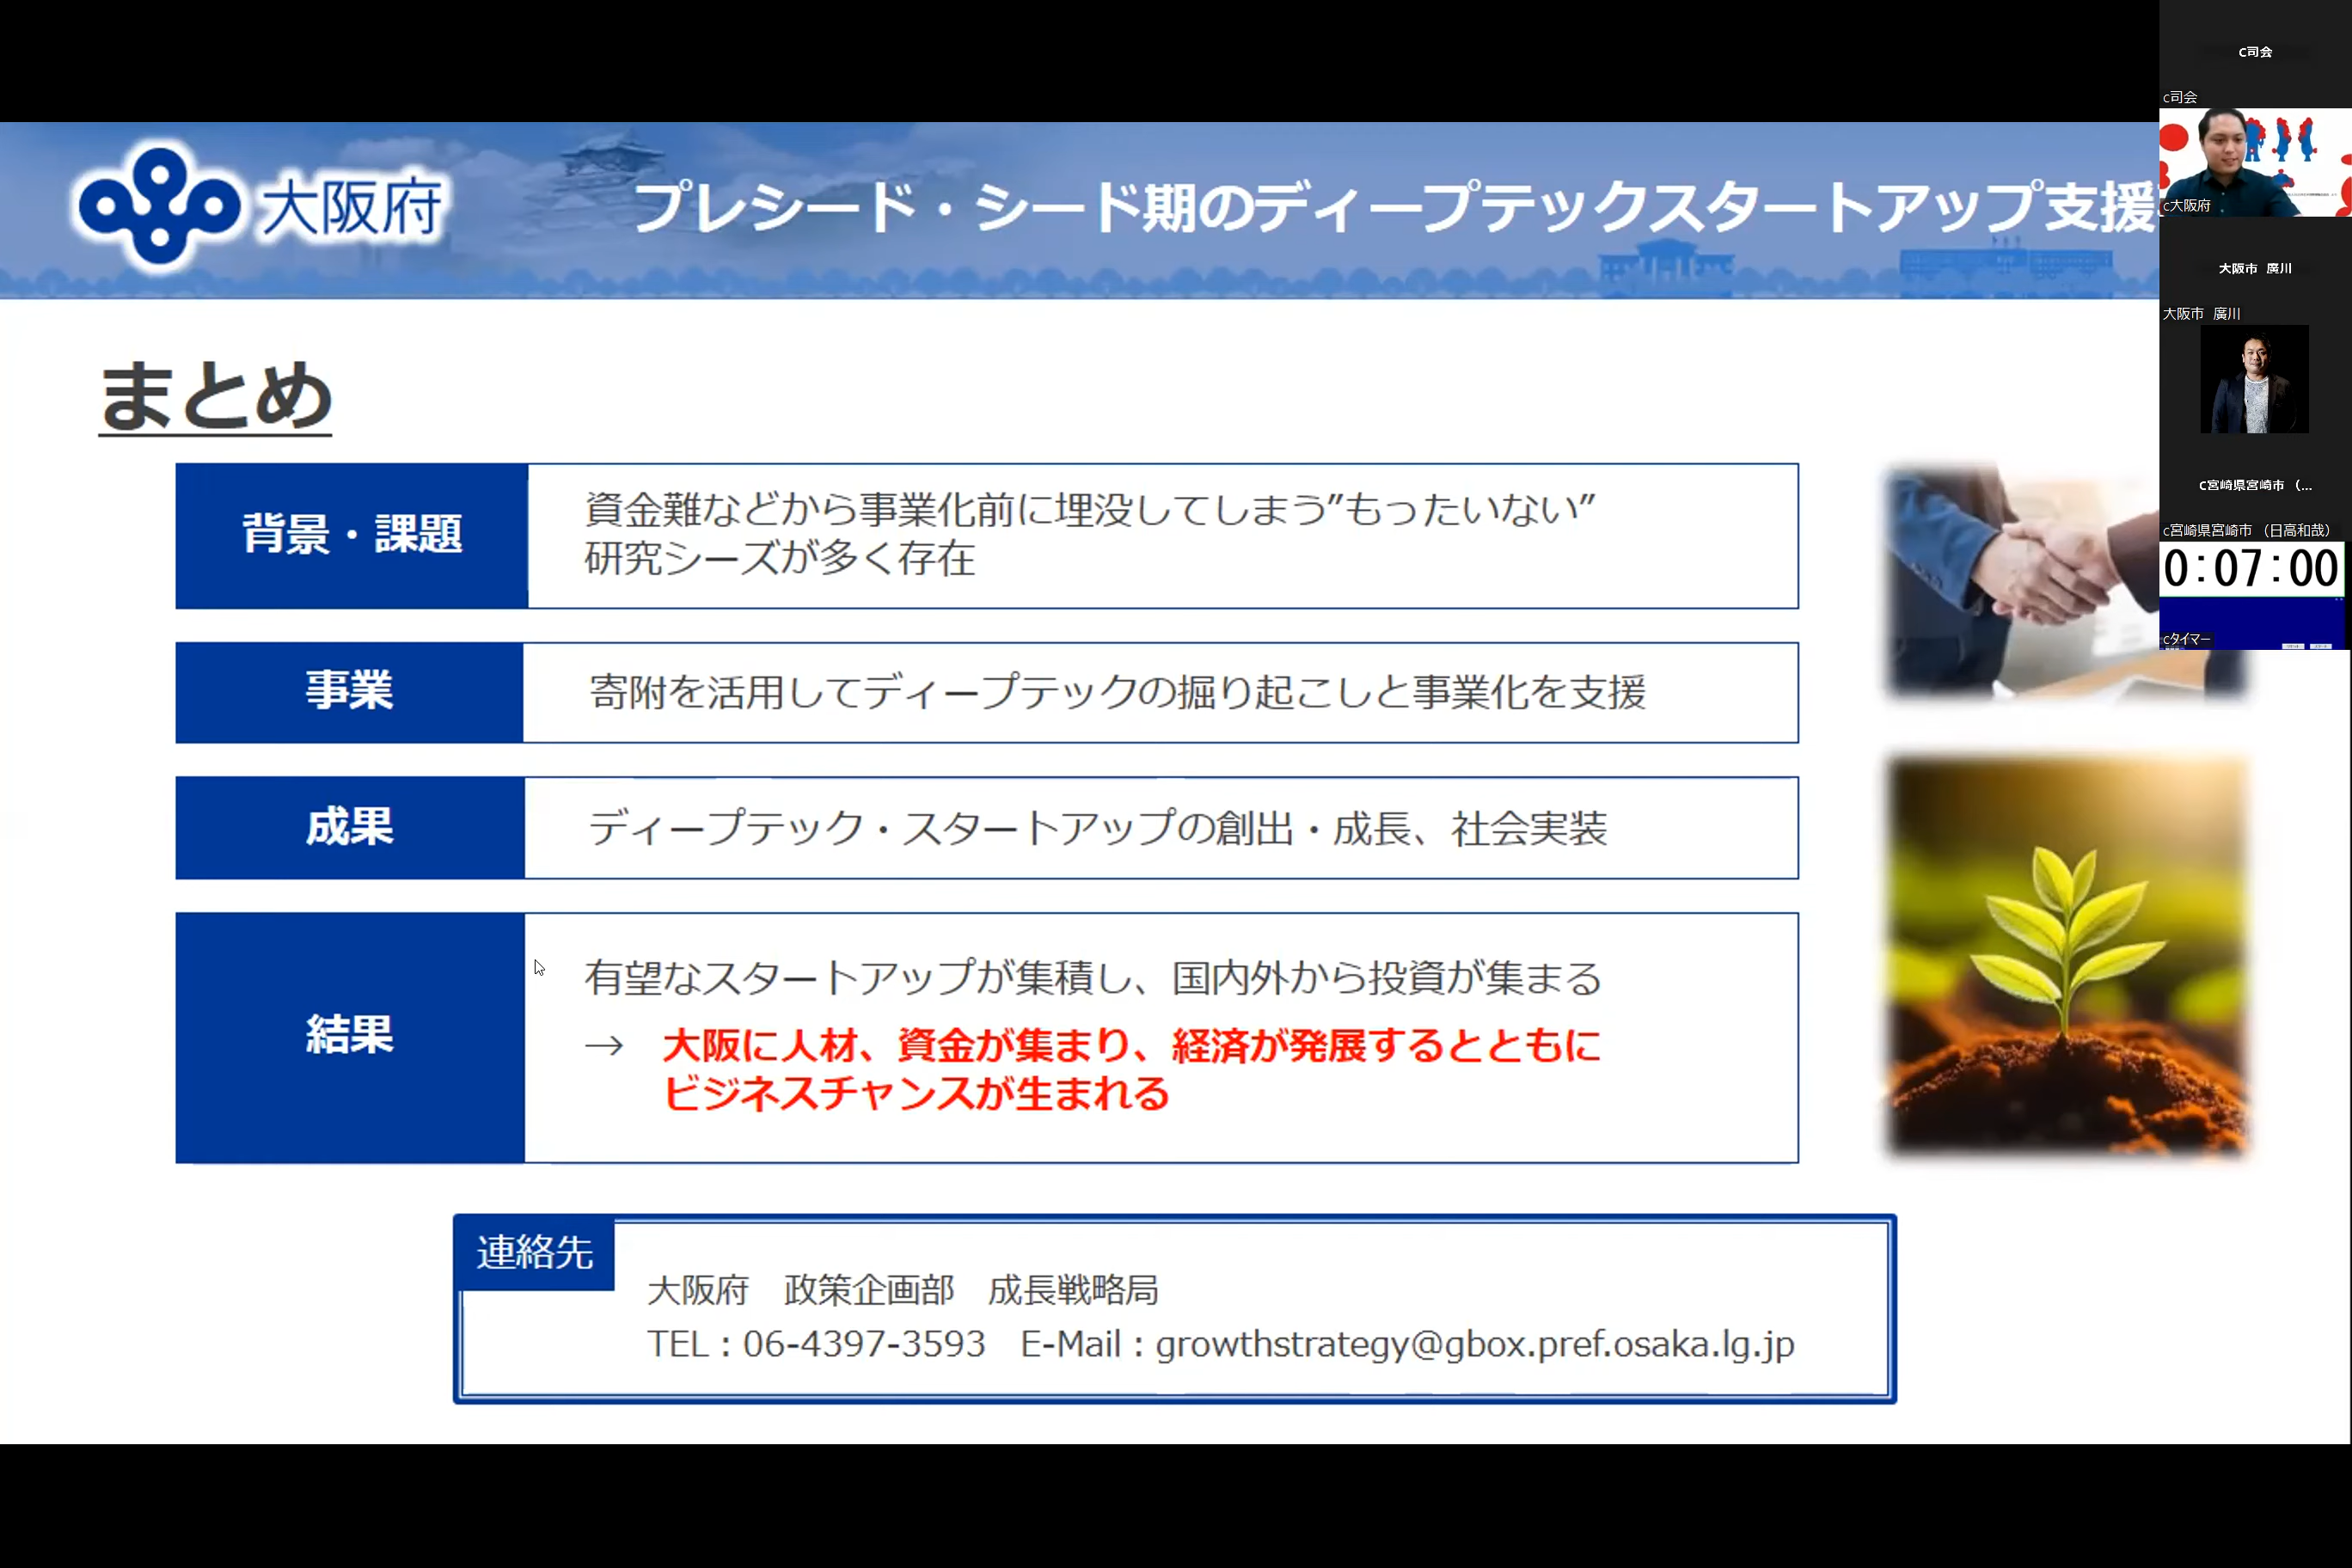 大阪府
プレシード・シード期のディープテックスタートアップ支援
まとめ
背景・課題
資金難などから事業化前に埋没してしまう”もったいない”
研究シーズが多く存在
事業
寄附を活用してディープテックの掘り起こしと事業化を支援
成果
ディープテック・スタートアップの創出・成長、社会実装
結果
有望なスタートアップが集積し、国内外から投資が集まる
→ 大阪に人材、資金が集まり、経済が発展するとともに
ビジネスチャンスが生まれる
連絡先
大阪府 政策企画部 成長戦略局
TEL：06-4397-3593 E-Mail：growthstrategy@gbox.pref.osaka.lg.jp
C司会
c司会
c大阪府
大阪市 廣川
大阪市 廣川
C宮崎県宮崎市 （...
c宮崎県宮崎市 （日高和哉）
0:07:00
cタイマー